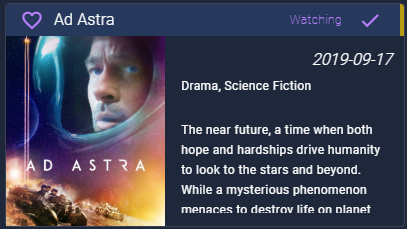 Ad Astra
Watching
2019-09-17
Drama, Science Fiction
The near future, a time when both
hope and hardships drive humanity
to look to the stars and beyond.
While a mysterious phenomenon
menaces to destroy life on planet
AD ASTRA